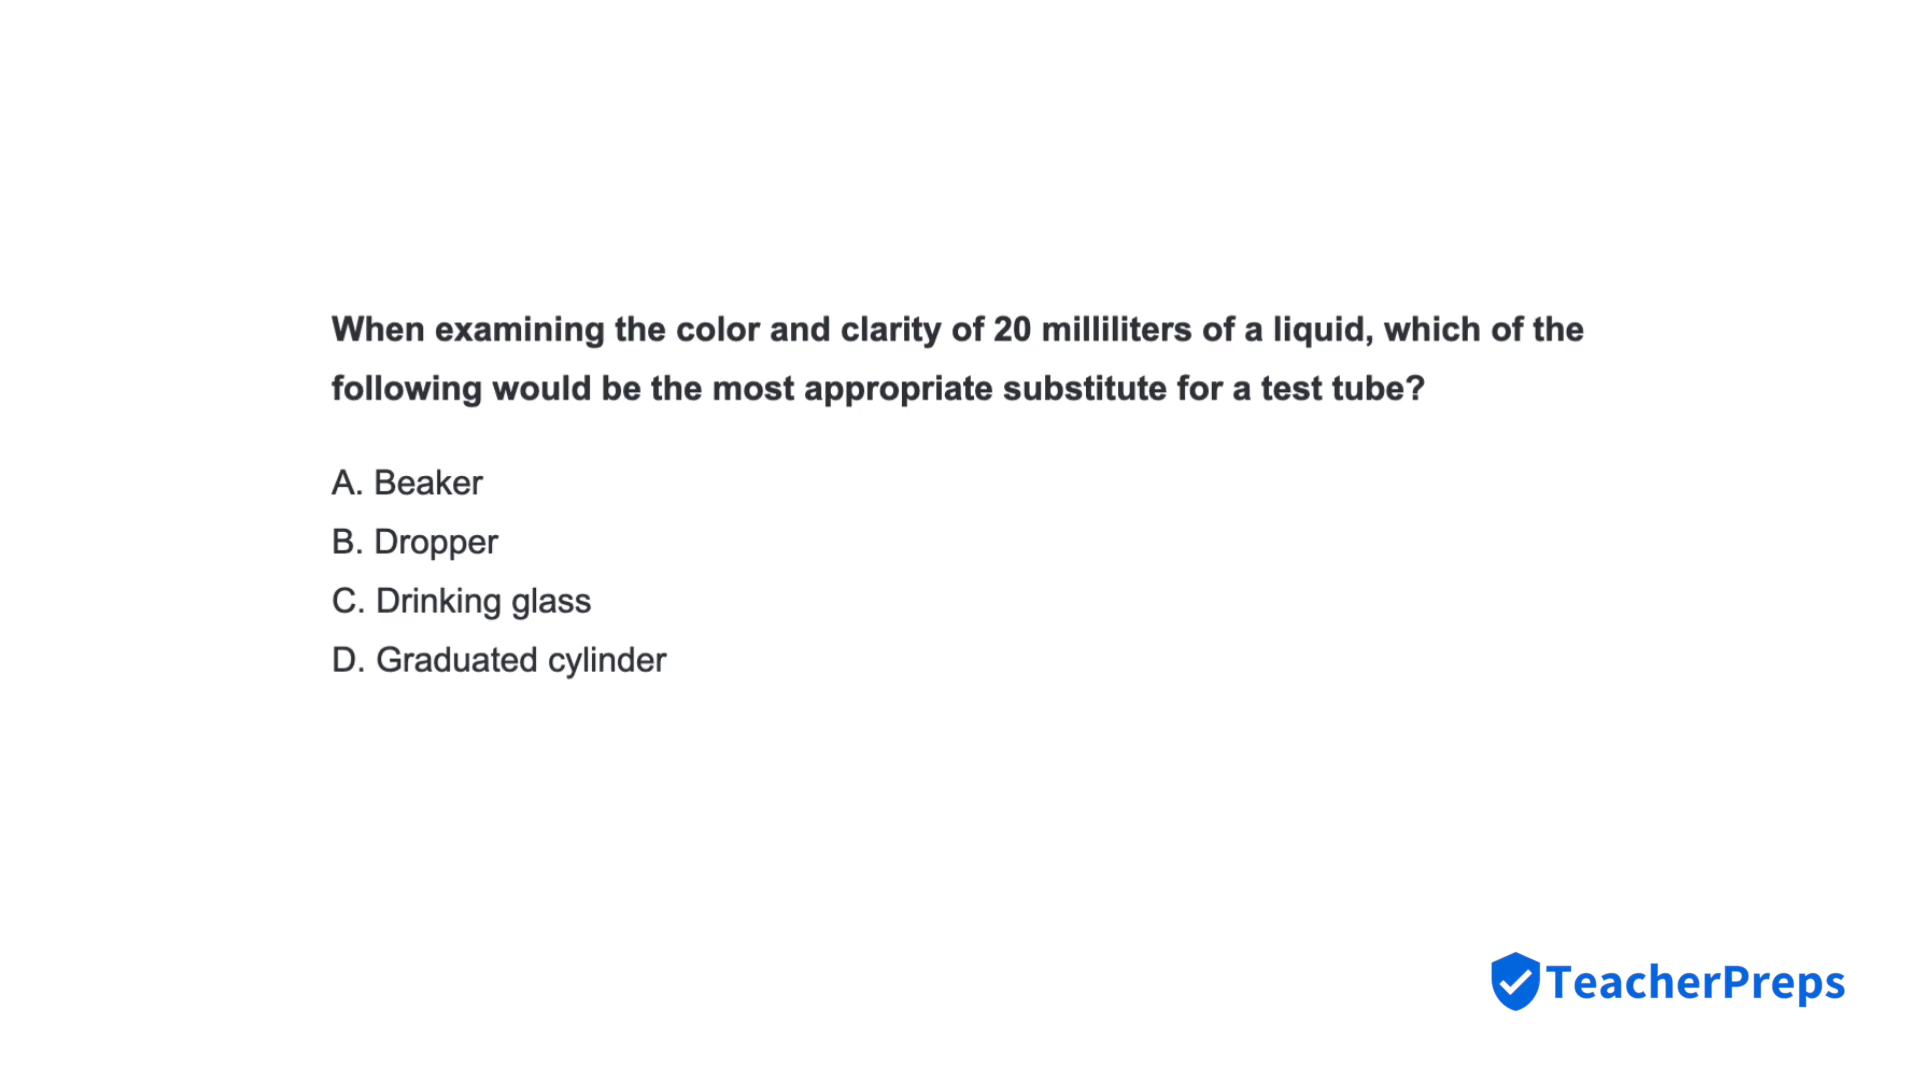 When examining the color and clarity of 20 milliliters of a liquid, which of the
following would be the most appropriate substitute for a test tube?
A. Beaker
B. Dropper
C. Drinking glass
D. Graduated cylinder
TeacherPreps